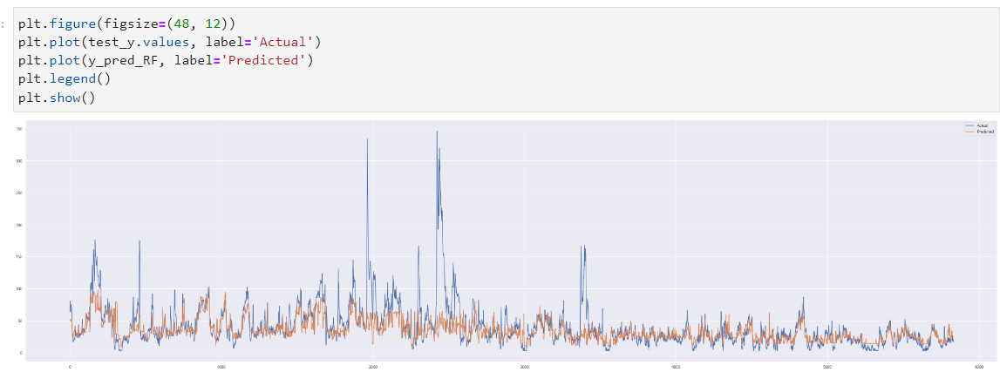 :
plt.figure(figsize=(48, 12))
plt.plot(test_y.values, label='Actual')
plt.plot(y_pred_RF, label='Predicted')
plt.legend()
plt.show()
Actual
Predicted
350
300
250
200
150
100
50
0
0 1000 2000 3000 4000 5000 6000